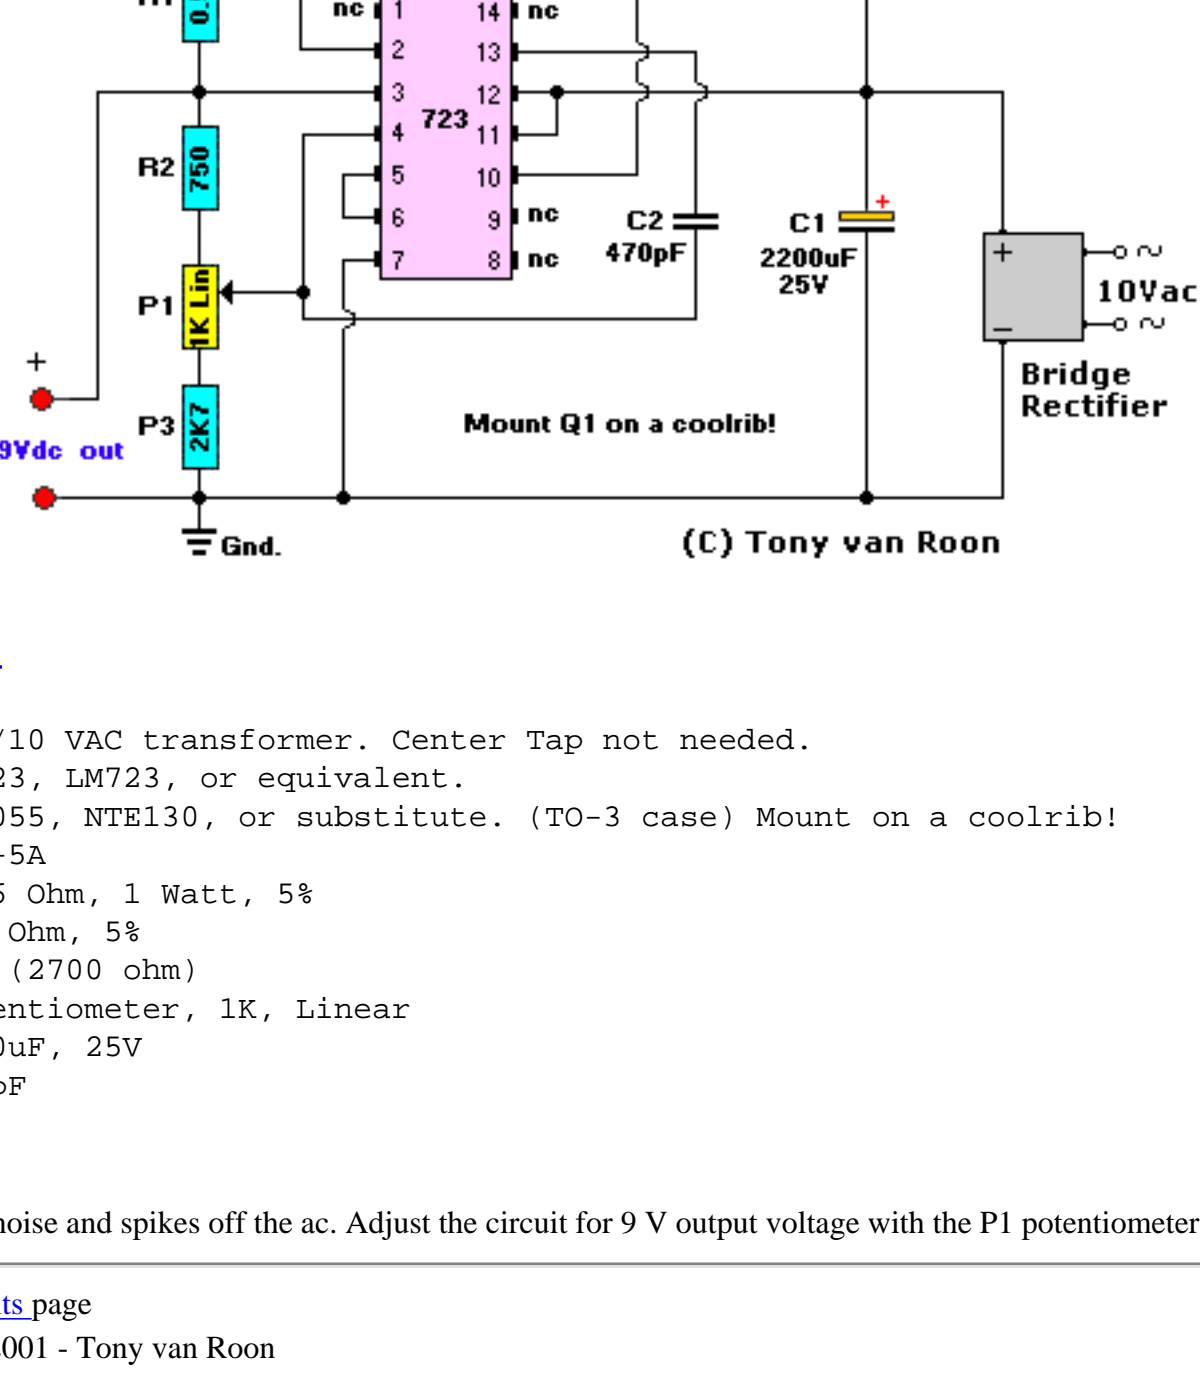 nc 1 14 nc
2 13
3 12
723
4 11
R2 750
5 10
6 9 nc
C2
470pF
C1 +
2200uF
25V
7 8 nc
+
−
10Vac
P1 1K Lin
Bridge
Rectifier
+
P3 2K7
9Vdc out
Mount Q1 on a coolrib!
Gnd.
(C) Tony van Roon
/10 VAC transformer. Center Tap not needed.
23, LM723, or equivalent.
055, NTE130, or substitute. (TO-3 case) Mount on a coolrib!
-5A
5 Ohm, 1 Watt, 5%
Ohm, 5%
(2700 ohm)
entiometer, 1K, Linear
0uF, 25V
pF
noise and spikes off the ac. Adjust the circuit for 9 V output voltage with the P1 potentiometer
its page
2001 - Tony van Roon